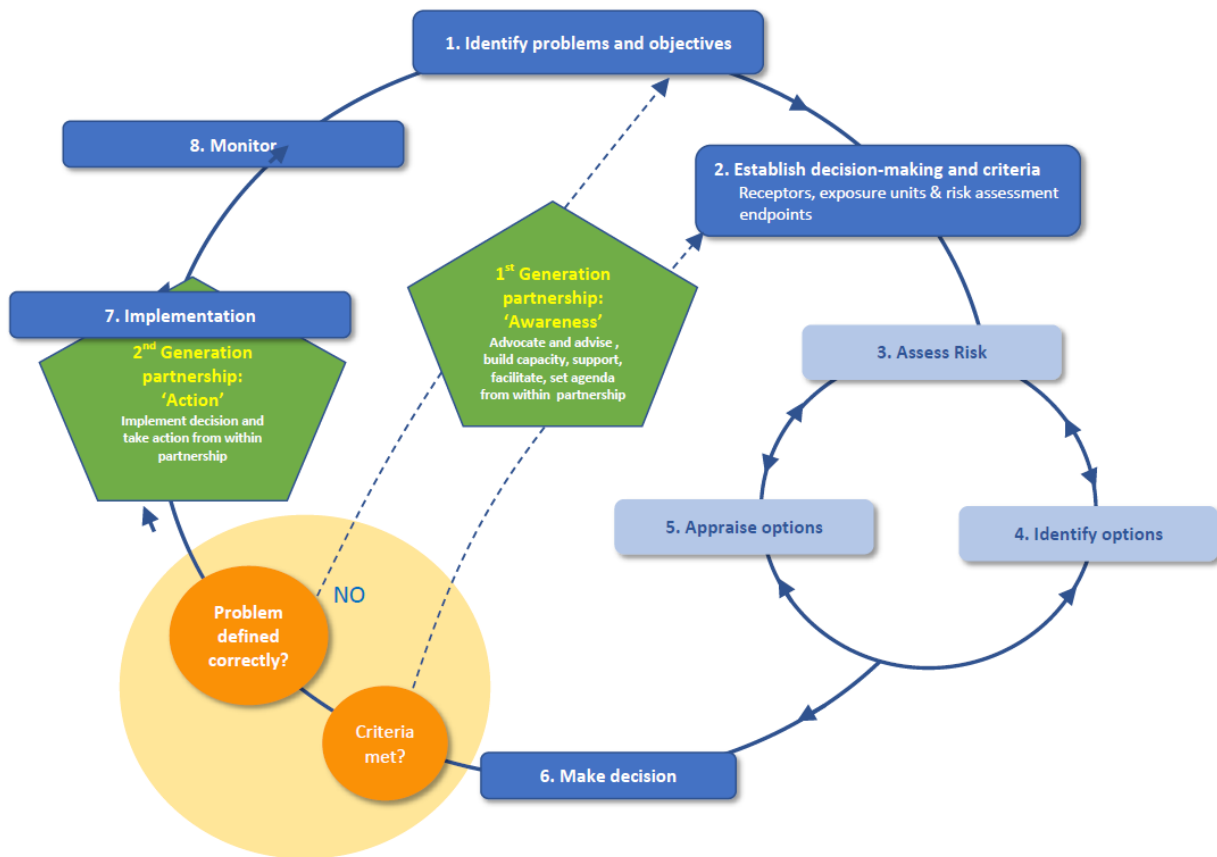 1. Identify problems and objectives
8. Monitor
2. Establish decision-making and criteria
Receptors, exposure units & risk assessment
endpoints
1st Generation
partnership:
‘Awareness’
Advocate and advise ,
build capacity, support,
facilitate, set agenda
from within partnership
7. Implementation
2nd Generation
partnership:
‘Action’
Implement decision and
take action from within
partnership
3. Assess Risk
5. Appraise options
4. Identify options
NO
Problem
defined
correctly?
Criteria
met?
6. Make decision